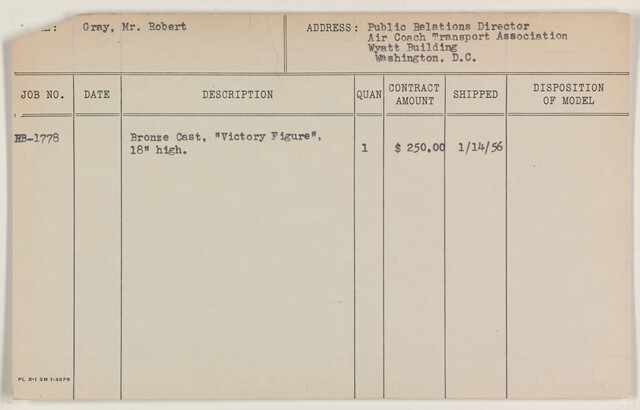 Gray, Mr. Robert
ADDRESS: Public Relations Director
Air Coach Transport Association
Wyatt Building
Washington, D.C.
JOB NO. DATE DESCRIPTION QUAN CONTRACT AMOUNT SHIPPED DISPOSITION OF MODEL
HB-1778 Bronze Cast, "Victory Figure",
18" high. 1 $ 250.00 1/14/56